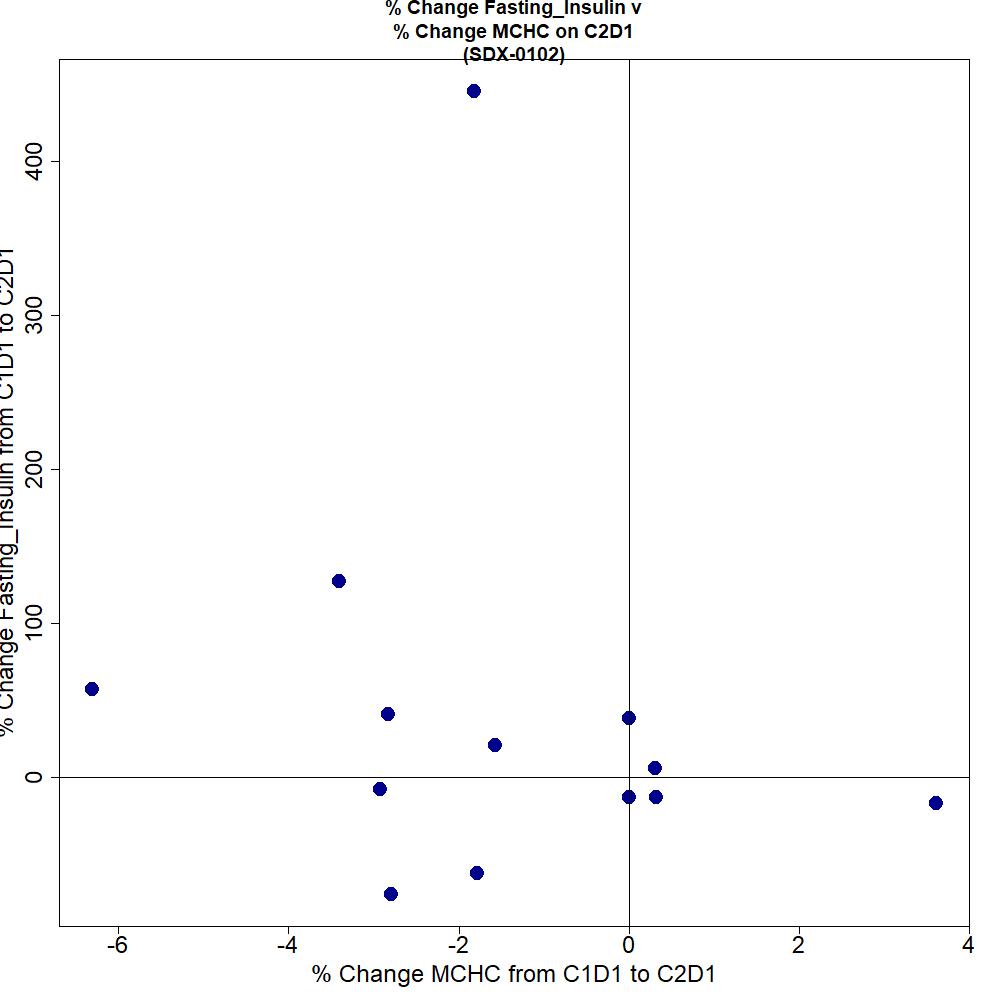 % Change Fasting_Insulin v
% Change MCHC on C2D1
(SDX-0102)
% Change Fasting_Insulin from C1D1 to C2D1
400
300
200
100
0
-6
-4
-2
0
2
4
% Change MCHC from C1D1 to C2D1